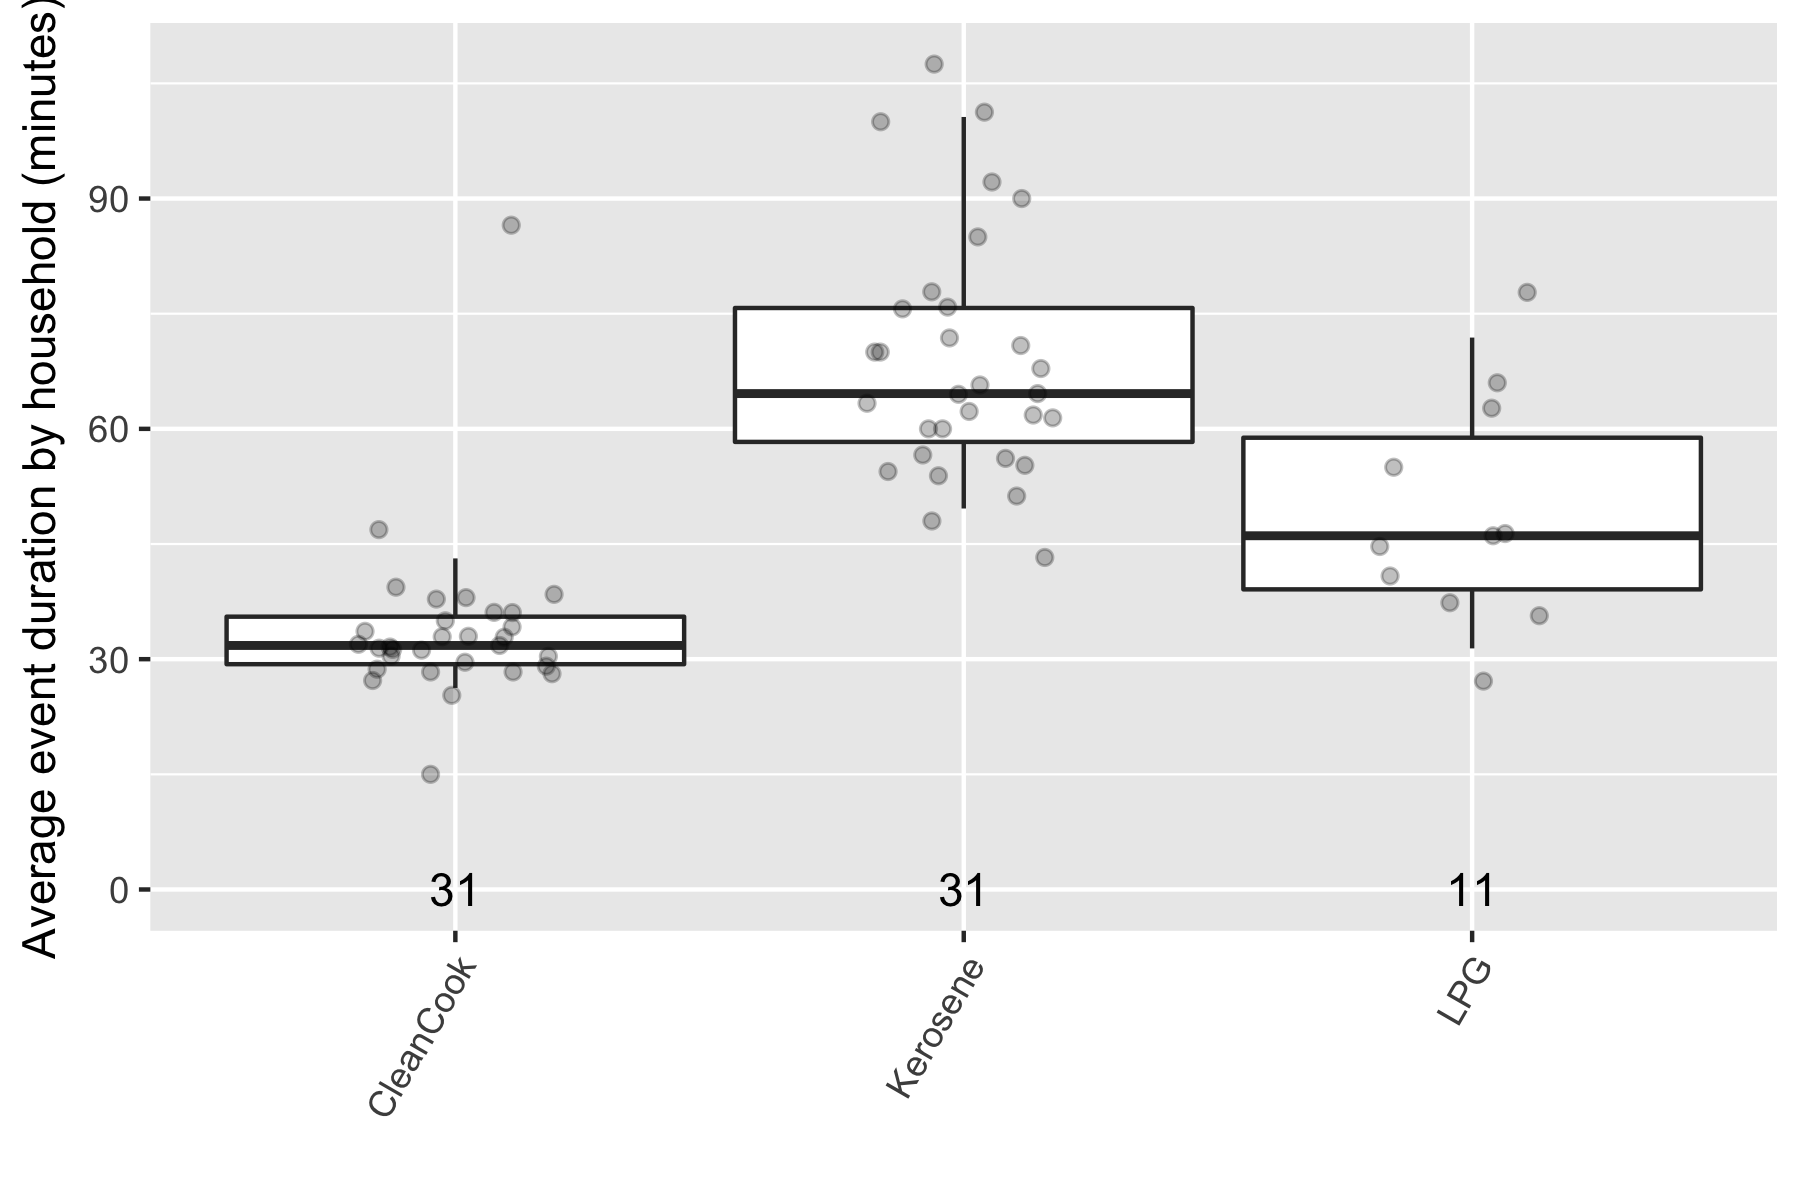 Average event duration by household (minutes)
90
60
30
0
31
31
11
CleanCook
Kerosene
LPG